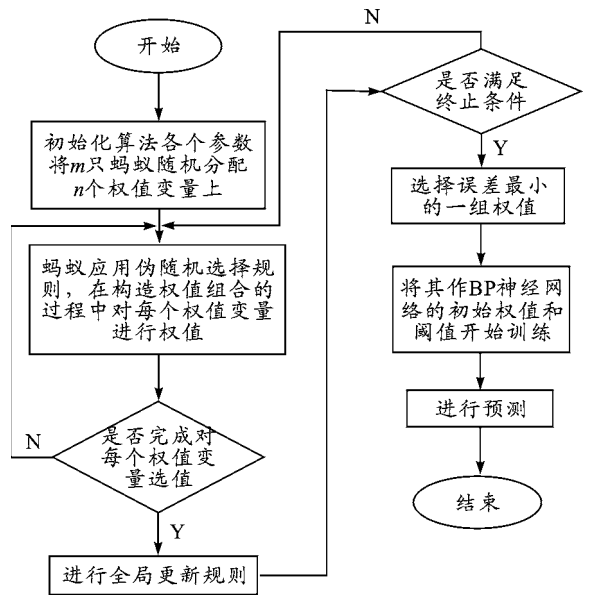 开始
初始化算法各个参数
将m只蚂蚁随机分配
n个权值变量上
蚂蚁应用伪随机选择规
则，在构造权值组合的
过程中对每个权值变量
进行权值
是否完成对
每个权值变
量选值
N
Y
进行全局更新规则
N
是否满足
终止条件
Y
选择误差最小
的一组权值
将其作BP神经网
络的初始权值和
阈值开始训练
进行预测
结束